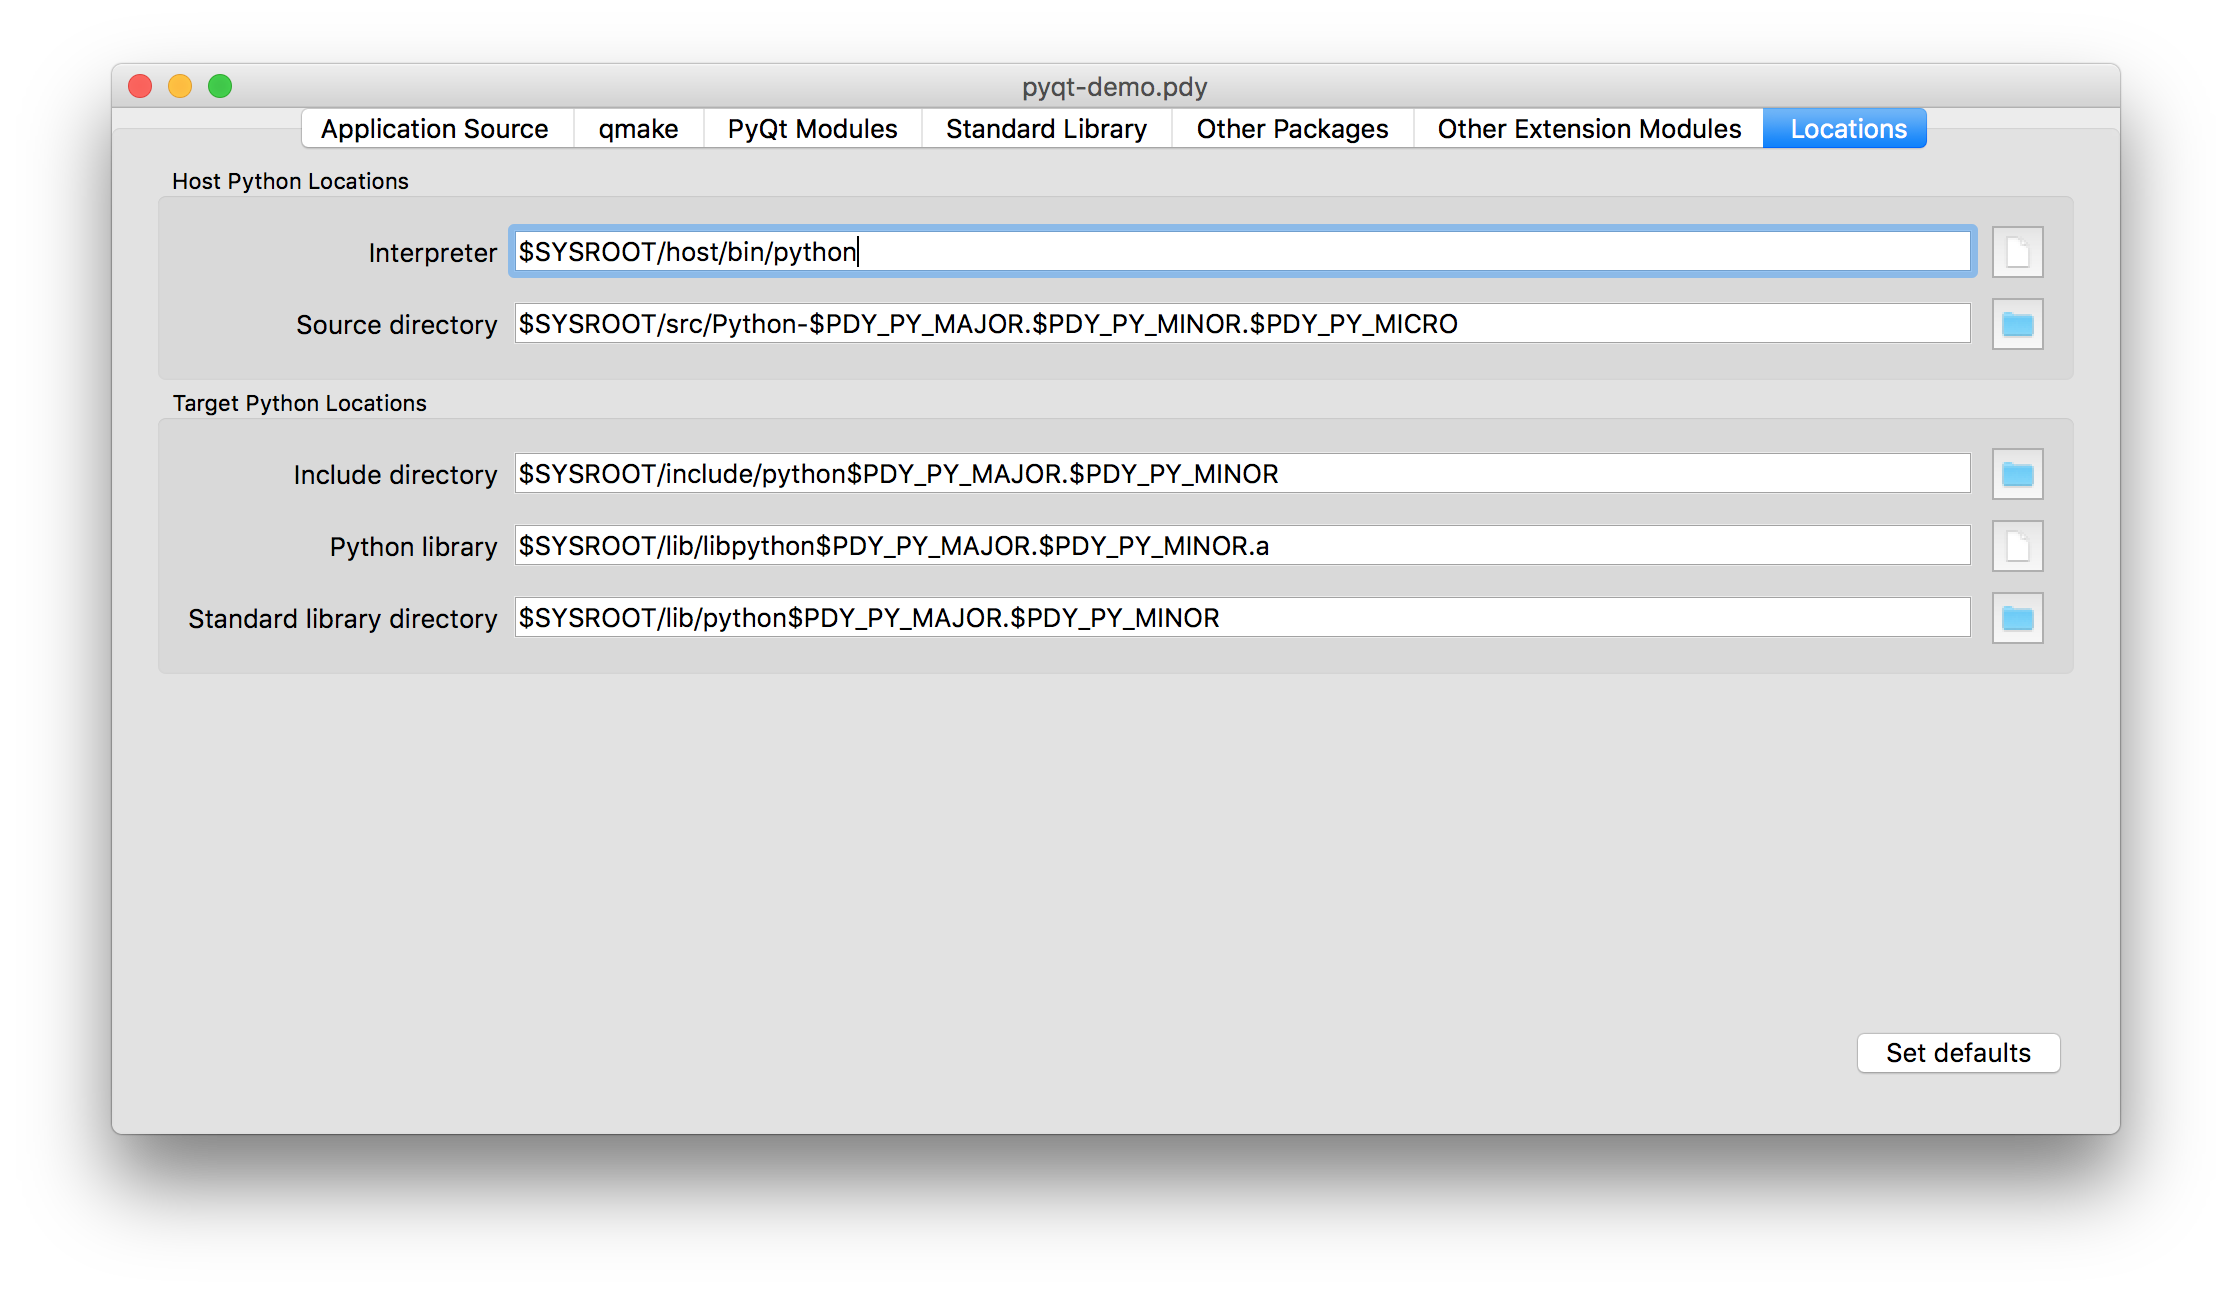 pyqt-demo.pdy
Application Source qmake PyQt Modules Standard Library Other Packages Other Extension Modules Locations
Host Python Locations
Interpreter $SYSROOT/host/bin/python
Source directory $SYSROOT/src/Python-$PDY_PY_MAJOR.$PDY_PY_MINOR.$PDY_PY_MICRO
Target Python Locations
Include directory $SYSROOT/include/python$PDY_PY_MAJOR.$PDY_PY_MINOR
Python library $SYSROOT/lib/libpython$PDY_PY_MAJOR.$PDY_PY_MINOR.a
Standard library directory $SYSROOT/lib/python$PDY_PY_MAJOR.$PDY_PY_MINOR
Set defaults